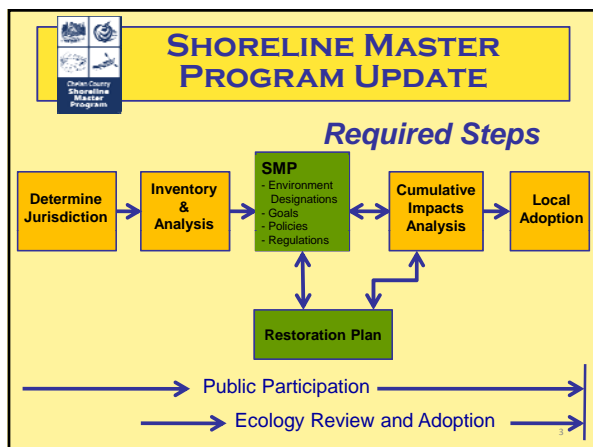 SHORELINE MASTER
PROGRAM UPDATE
Chelan County
Shoreline
Master
Program
Required Steps
Determine
Jurisdiction
Inventory
&
Analysis
SMP
- Environment
Designations
- Goals
- Policies
- Regulations
Cumulative
Impacts
Analysis
Local
Adoption
Restoration Plan
Public Participation
Ecology Review and Adoption
3